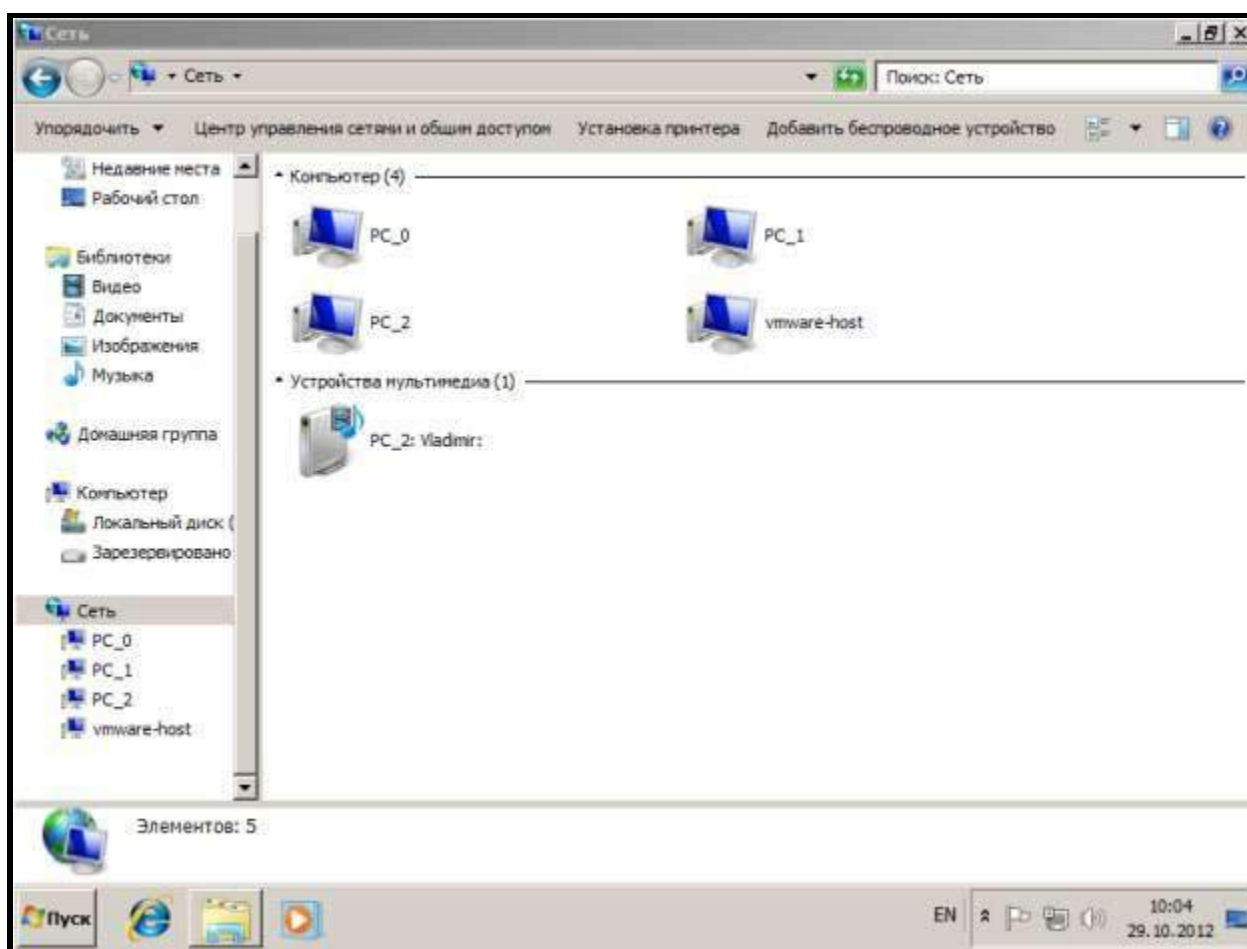 Сеть
Сеть
Поиск: Сеть
Упорядочить
Центр управления сетями и общим доступом
Установка принтера
Добавить беспроводное устройство
Недавние места
Рабочий стол
Библиотеки
Видео
Документы
Изображения
Музыка
Домашняя группа
Компьютер
Локальный диск (
Зарезервировано
Сеть
PC_0
PC_1
PC_2
vmware-host
Компьютер (4)
PC_0
PC_1
PC_2
vmware-host
Устройства мультимедиа (1)
PC_2: Vladimir:
Элементов: 5
Пуск
EN
10:04
29.10.2012